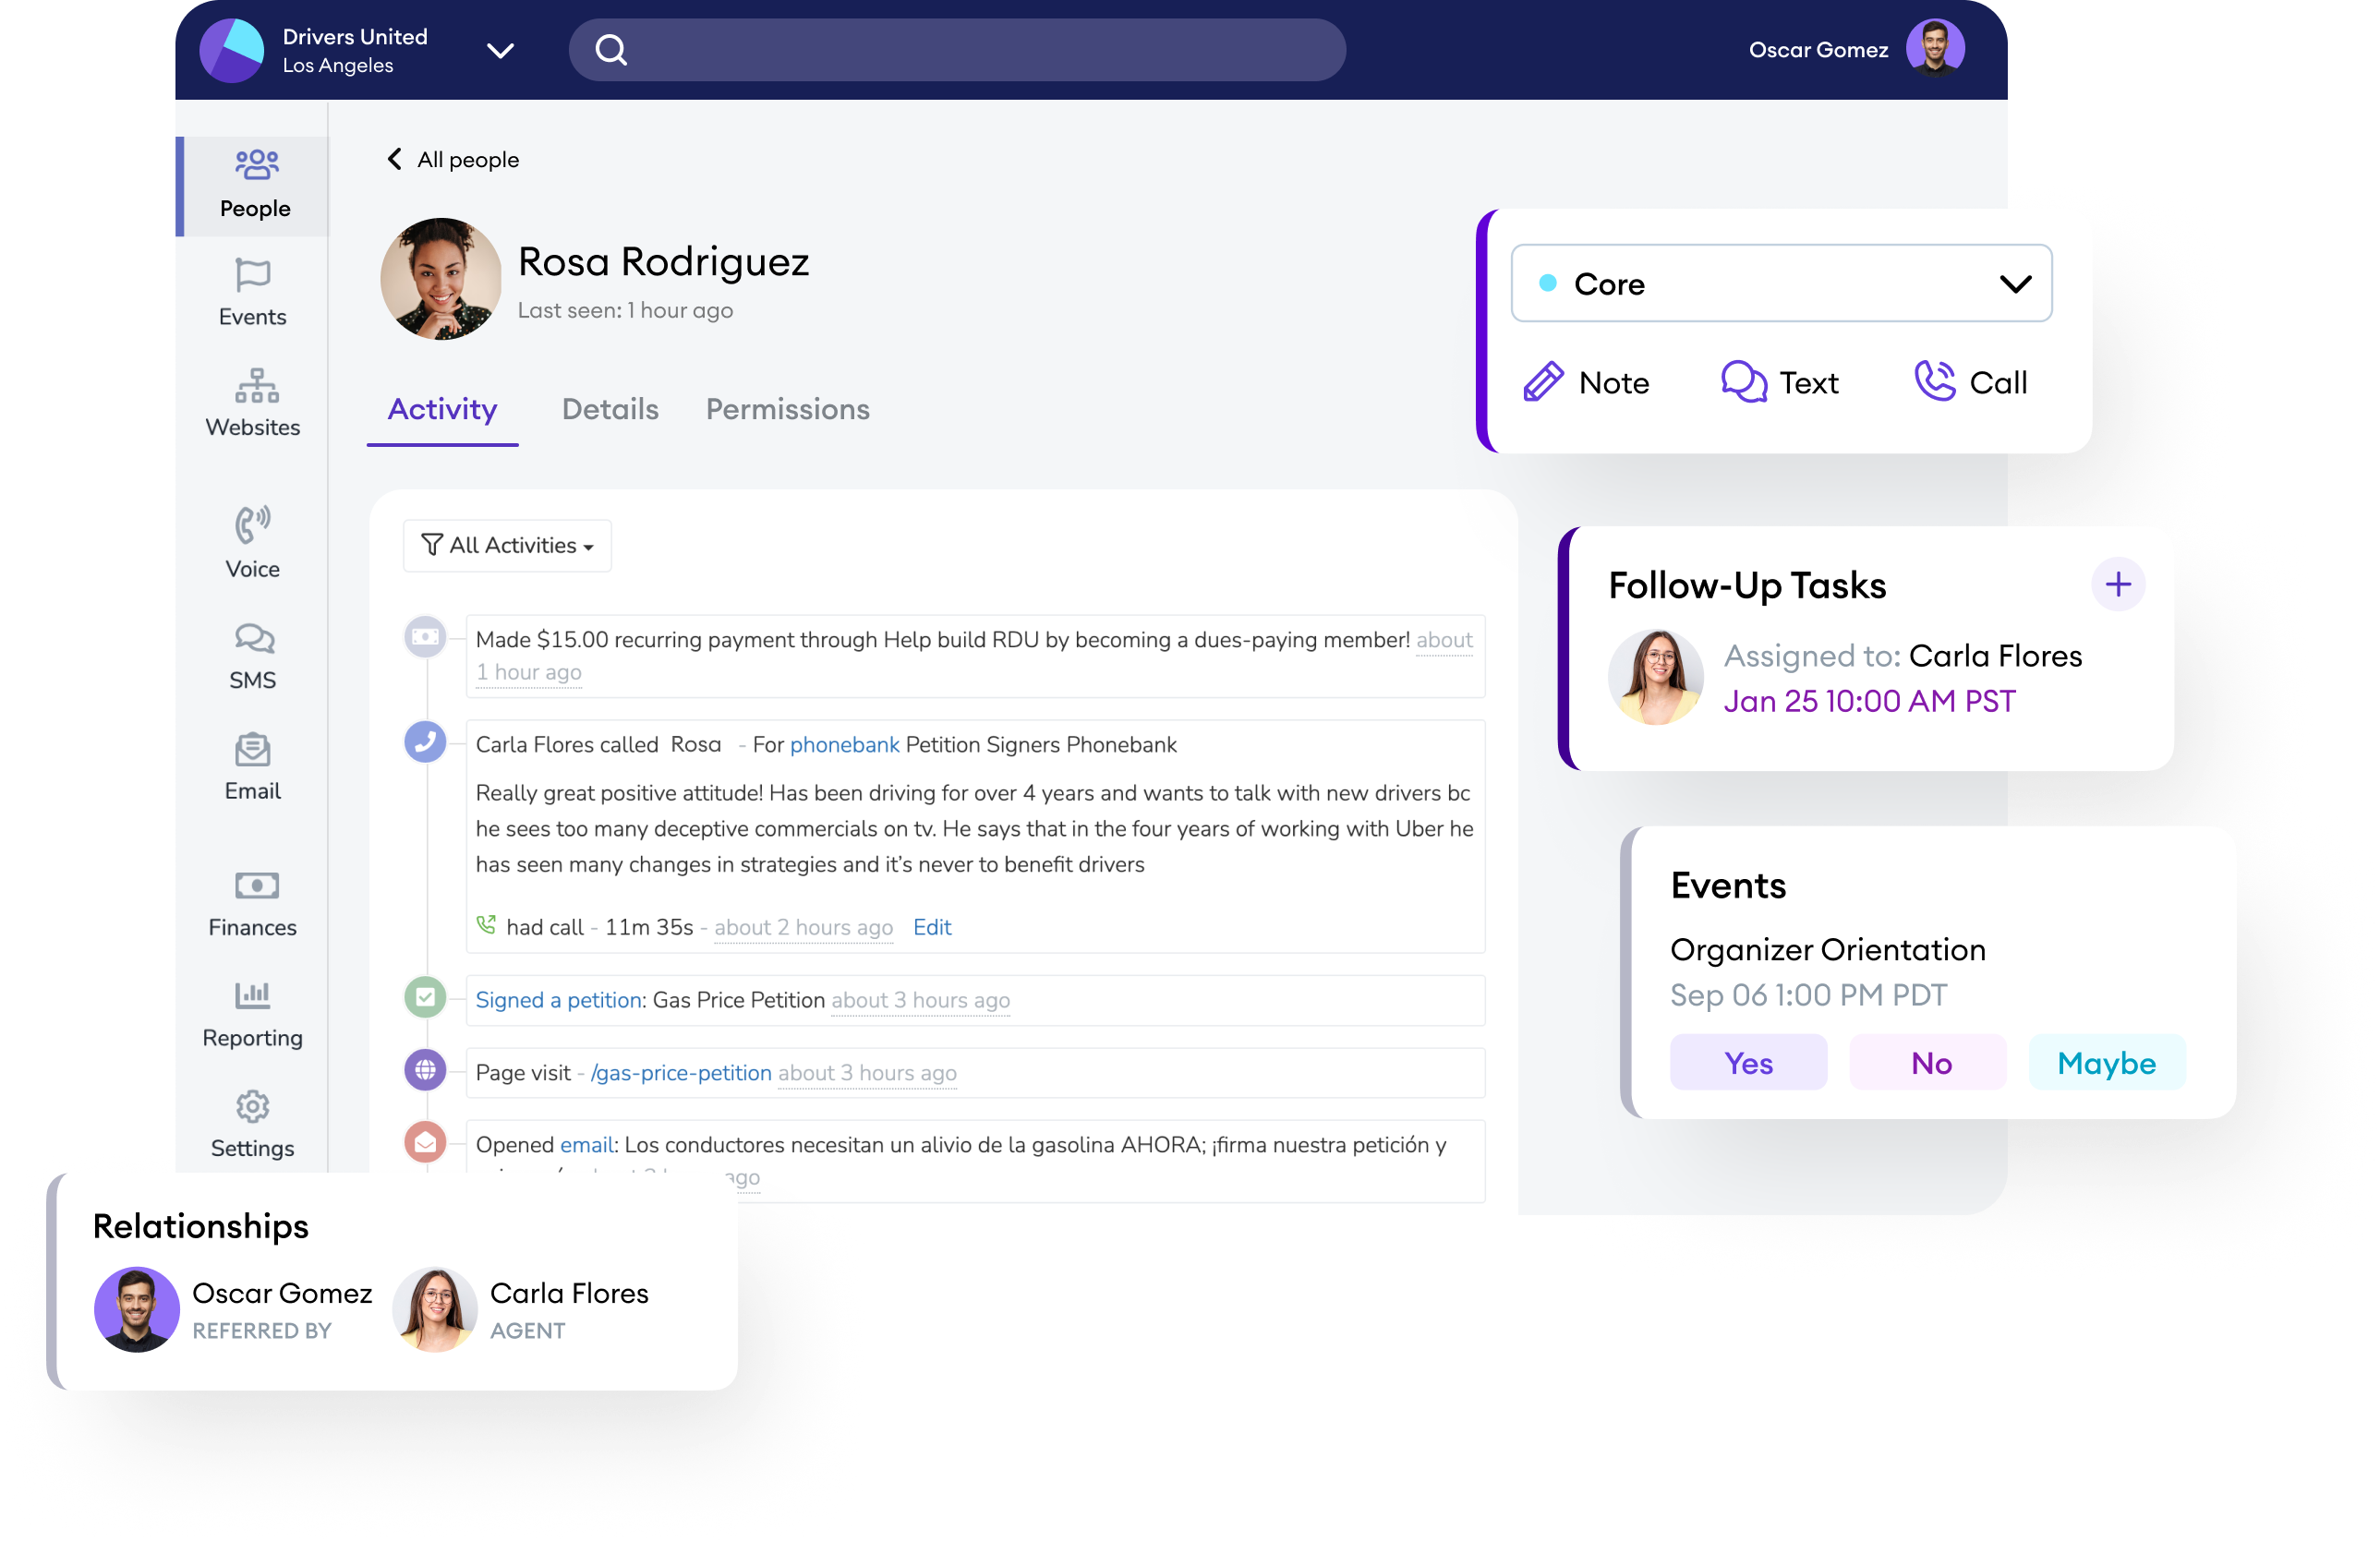 Drivers United
Los Angeles
Oscar Gomez
All people
People
Events
Websites
Voice
SMS
Email
Finances
Reporting
Settings
Rosa Rodriguez
Last seen: 1 hour ago
Activity Details Permissions
All Activities
Made $15.00 recurring payment through Help build RDU by becoming a dues-paying member! about
1 hour ago
Carla Flores called Rosa - For phonebank Petition Signers Phonebank
Really great positive attitude! Has been driving for over 4 years and wants to talk with new drivers bc
he sees too many deceptive commercials on tv. He says that in the four years of working with Uber he
has seen many changes in strategies and it’s never to benefit drivers
had call - 11m 35s - about 2 hours ago Edit
Signed a petition: Gas Price Petition about 3 hours ago
Page visit - /gas-price-petition about 3 hours ago
Opened email: Los conductores necesitan un alivio de la gasolina AHORA; ¡firma nuestra petición y
ago
Core
Note Text Call
Follow-Up Tasks
Assigned to: Carla Flores
Jan 25 10:00 AM PST
Events
Organizer Orientation
Sep 06 1:00 PM PDT
Yes No Maybe
Relationships
Oscar Gomez
REFERRED BY
Carla Flores
AGENT